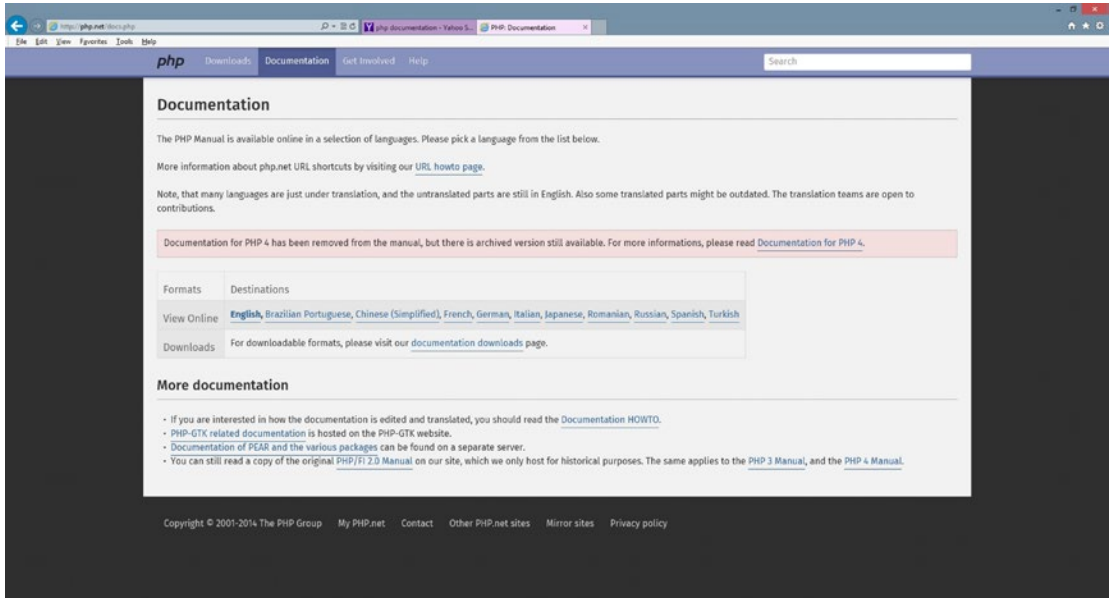 http://php.net/docs.php
php documentation - Yahoo S...
PHP: Documentation
File Edit View Favorites Tools Help
php Downloads Documentation Get Involved Help Search
Documentation
The PHP Manual is available online in a selection of languages. Please pick a language from the list below.
More information about php.net URL shortcuts by visiting our URL howto page.
Note, that many languages are just under translation, and the untranslated parts are still in English. Also some translated parts might be outdated. The translation teams are open to
contributions.
Documentation for PHP 4 has been removed from the manual, but there is archived version still available. For more informations, please read Documentation for PHP 4.
Formats Destinations
View Online English, Brazilian Portuguese, Chinese (Simplified), French, German, Italian, Japanese, Romanian, Russian, Spanish, Turkish
Downloads For downloadable formats, please visit our documentation downloads page.
More documentation
• If you are interested in how the documentation is edited and translated, you should read the Documentation HOWTO.
• PHP-GTK related documentation is hosted on the PHP-GTK website.
• Documentation of PEAR and the various packages can be found on a separate server.
• You can still read a copy of the original PHP/FI 2.0 Manual on our site, which we only host for historical purposes. The same applies to the PHP 3 Manual, and the PHP 4 Manual.
Copyright © 2001-2014 The PHP Group My PHP.net Contact Other PHP.net sites Mirror sites Privacy policy